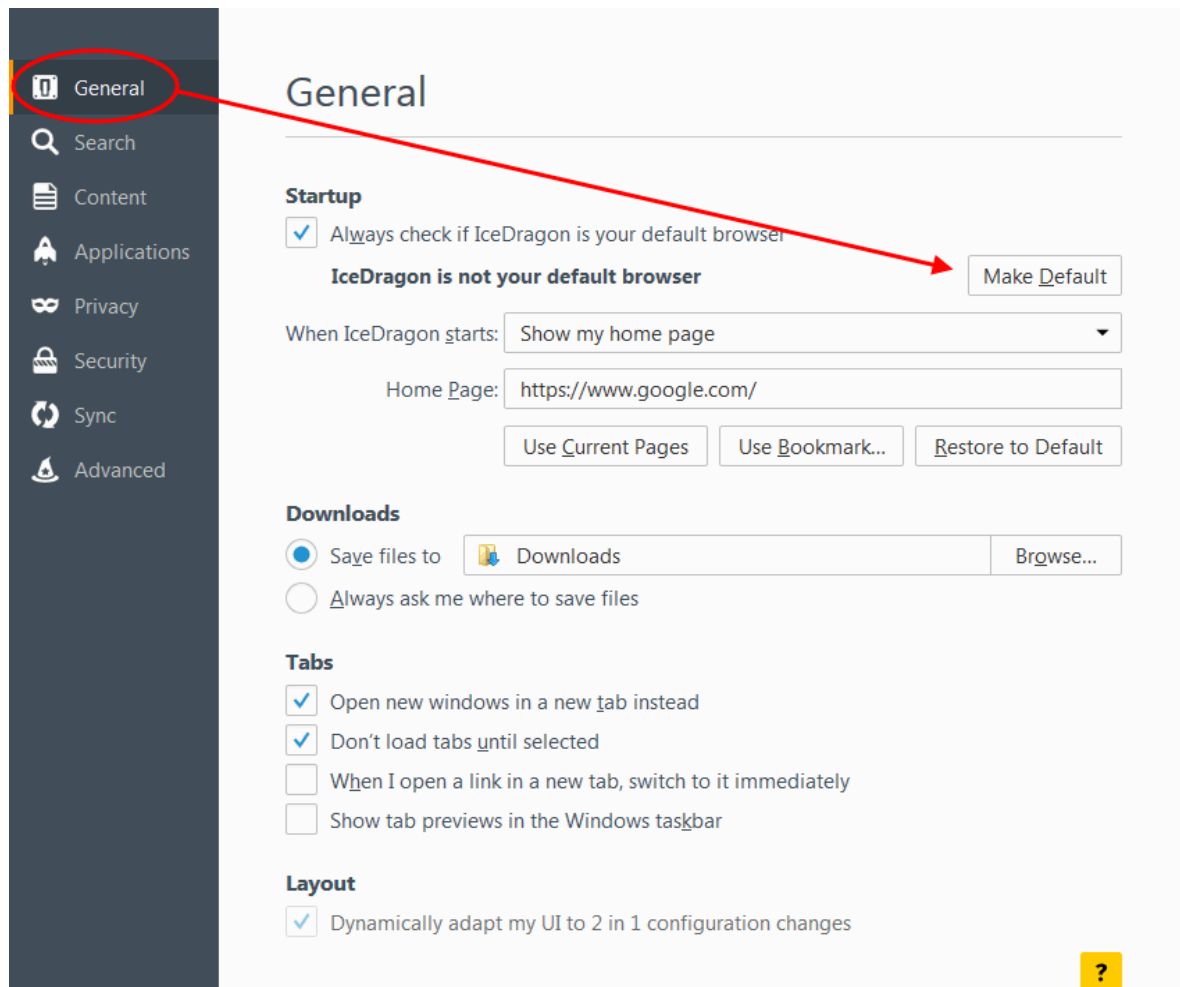 General
Search
Content
Applications
Privacy
Security
Sync
Advanced
General
Startup
Always check if IceDragon is your default browser
IceDragon is not your default browser
Make Default
When IceDragon starts: Show my home page
Home Page: https://www.google.com/
Use Current Pages Use Bookmark... Restore to Default
Downloads
Save files to Downloads Browse...
Always ask me where to save files
Tabs
Open new windows in a new tab instead
Don't load tabs until selected
When I open a link in a new tab, switch to it immediately
Show tab previews in the Windows taskbar
Layout
Dynamically adapt my UI to 2 in 1 configuration changes
?